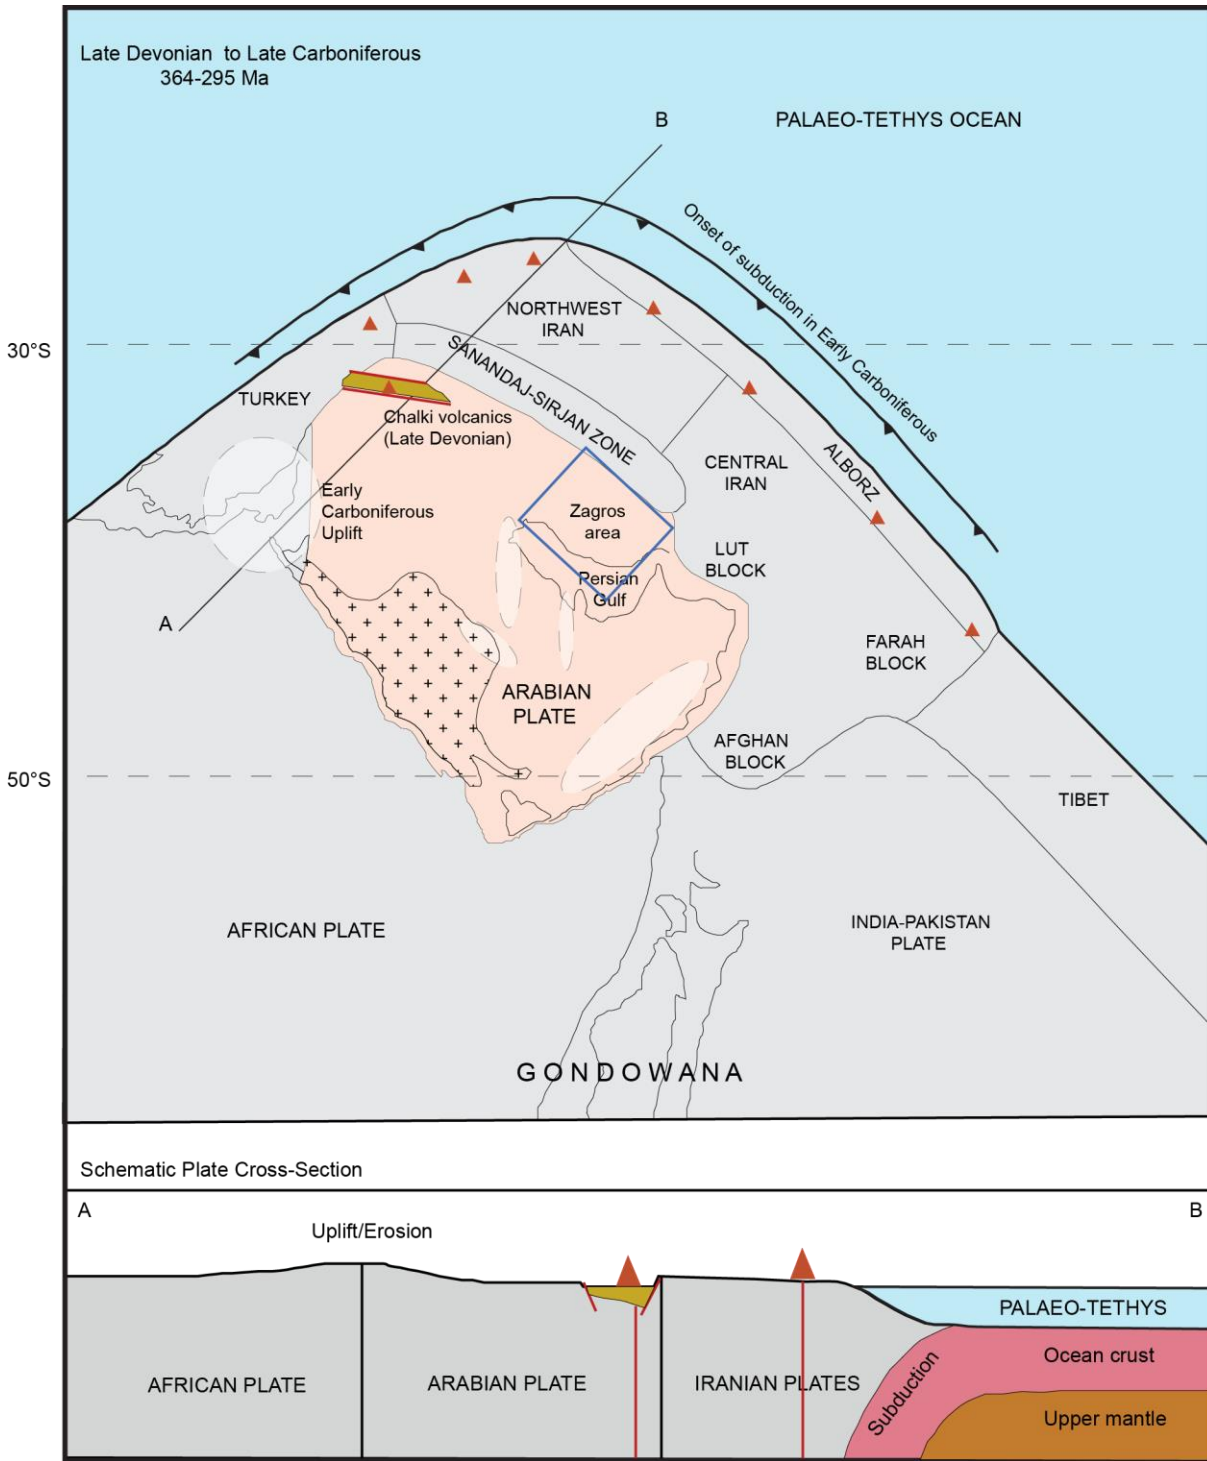 Late Devonian to Late Carboniferous
364-295 Ma
B
PALAEO-TETHYS OCEAN
Onset of subduction in Early Carboniferous
30°S
NORTHWEST
IRAN
SANANDAJ-SIRJAN ZONE
TURKEY
Chalki volcanics
(Late Devonian)
ALBORZ
CENTRAL
IRAN
Early
Carboniferous
Uplift
Zagros
area
LUT
BLOCK
Persian
Gulf
A
FARAH
BLOCK
ARABIAN
PLATE
AFGHAN
BLOCK
50°S
TIBET
AFRICAN PLATE
INDIA-PAKISTAN
PLATE
GONDOWANA
Schematic Plate Cross-Section
A
B
Uplift/Erosion
PALAEO-TETHYS
AFRICAN PLATE
ARABIAN PLATE
IRANIAN PLATES
Subduction
Ocean crust
Upper mantle